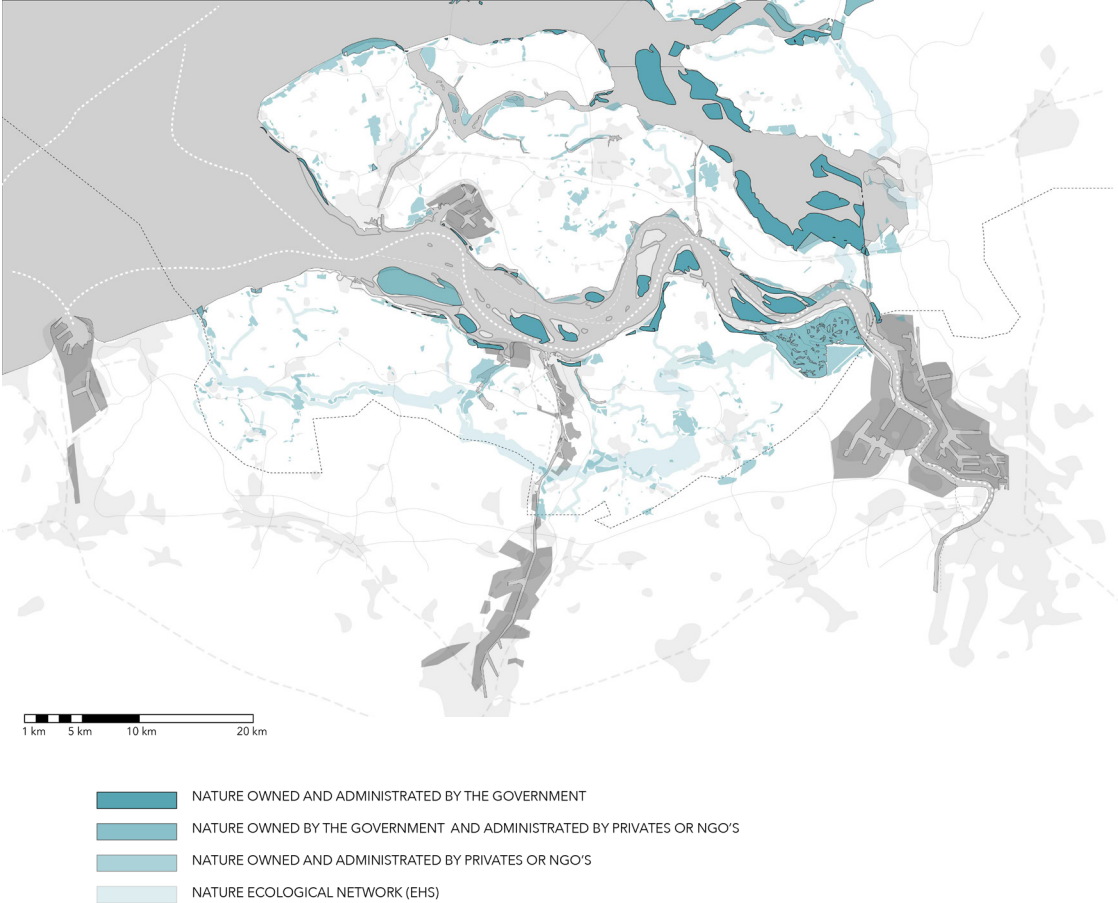 1 km 5 km 10 km 20 km
NATURE OWNED AND ADMINISTRATED BY THE GOVERNMENT
NATURE OWNED BY THE GOVERNMENT AND ADMINISTRATED BY PRIVATES OR NGO'S
NATURE OWNED AND ADMINISTRATED BY PRIVATES OR NGO'S
NATURE ECOLOGICAL NETWORK (EHS)